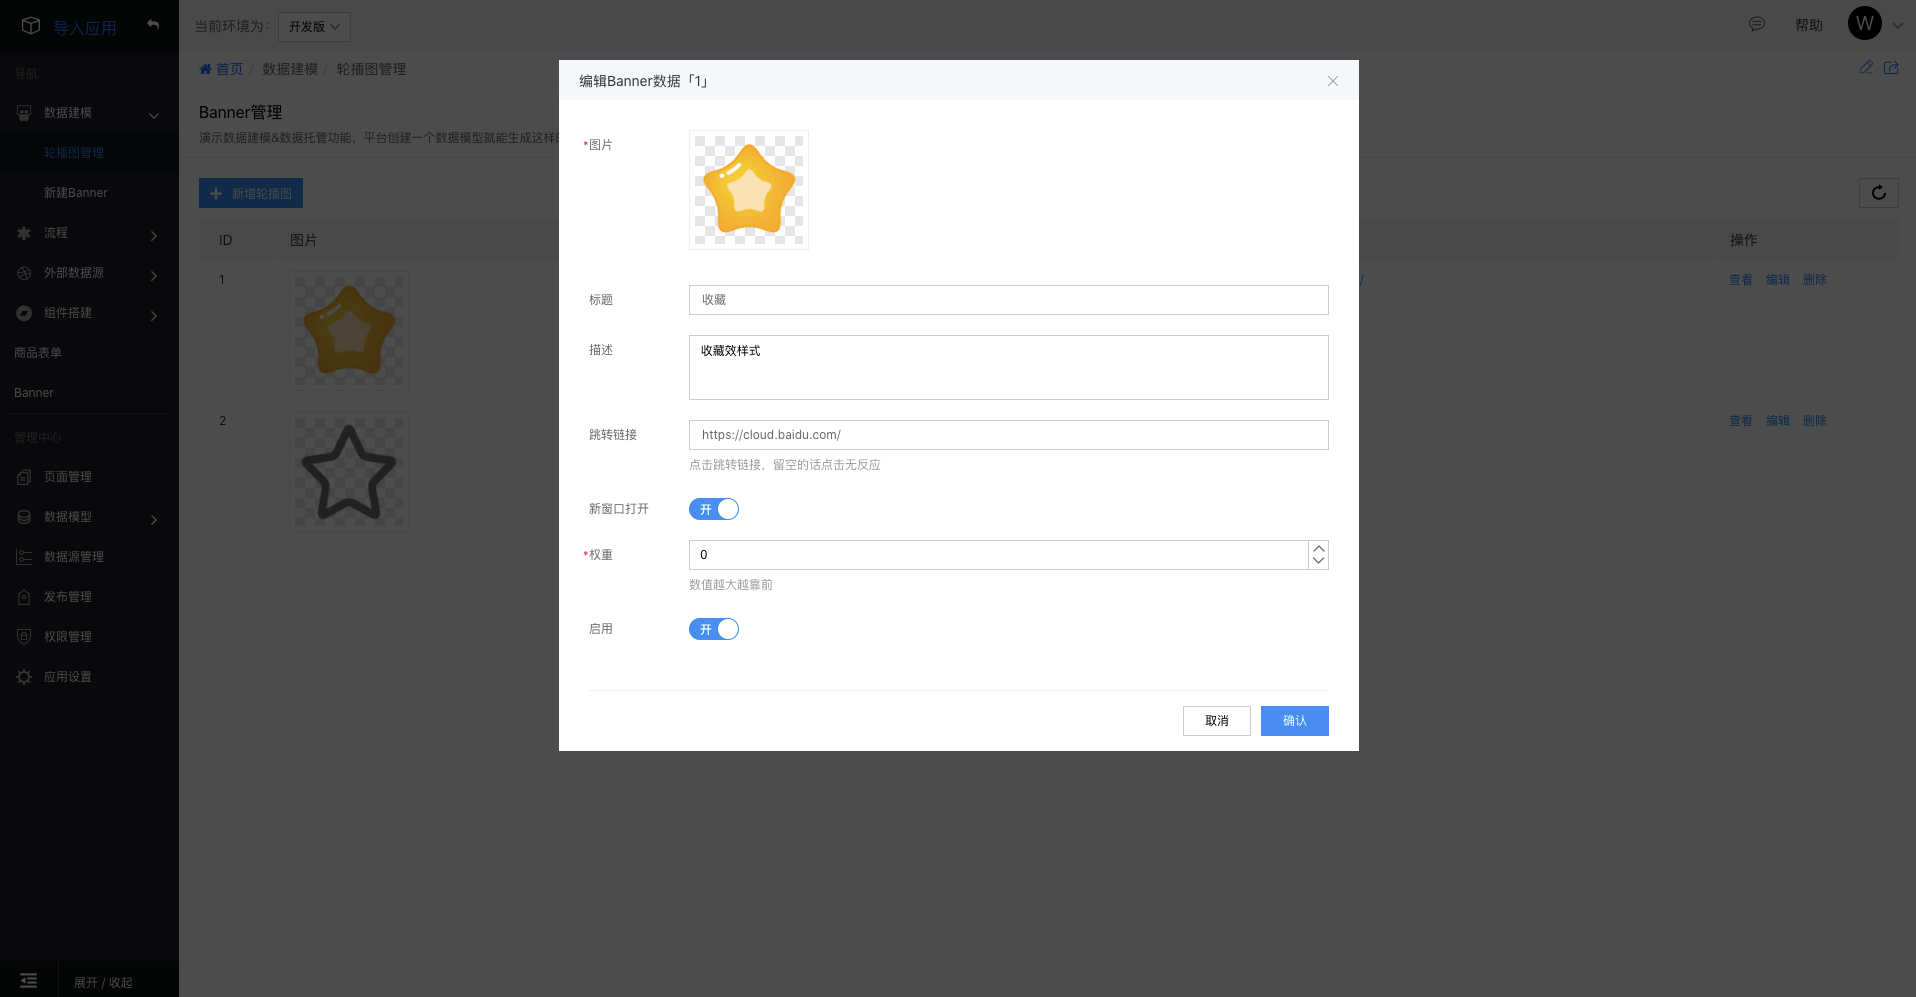 导入应用
当前环境为:
开发版
帮助
W
导航
数据建模
轮播图管理
新建Banner
流程
外部数据源
组件搭建
商品表单
Banner
管理中心
页面管理
数据模型
数据源管理
发布管理
权限管理
应用设置
展开 / 收起
首页 / 数据建模 / 轮播图管理
Banner管理
演示数据建模&数据托管功能，平台创建一个数据模型就能生成这样
新增轮播图
ID 图片 操作
1 / 查看 编辑 删除
2 查看 编辑 删除
编辑Banner数据「1」
*图片
标题 收藏
描述 收藏效样式
跳转链接 https://cloud.baidu.com/
点击跳转链接，留空的话点击无反应
新窗口打开 开
*权重 0
数值越大越靠前
启用 开
取消 确认